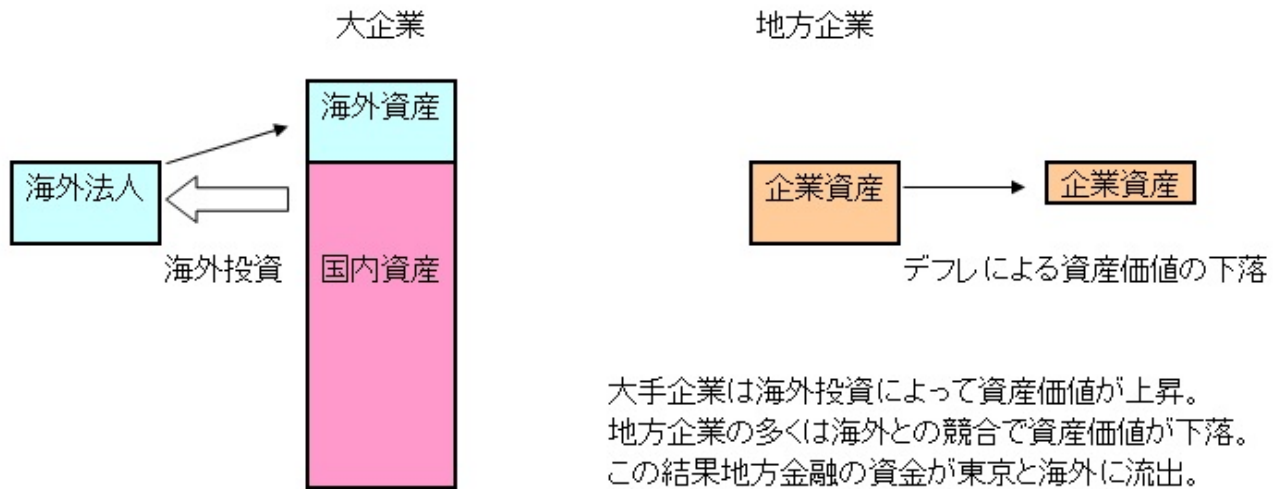 大企業
地方企業
海外資産
海外法人
海外投資
国内資産
企業資産
企業資産
デフレによる資産価値の下落
大手企業は海外投資によって資産価値が上昇。
地方企業の多くは海外との競合で資産価値が下落。
この結果地方金融の資金が東京と海外に流出。